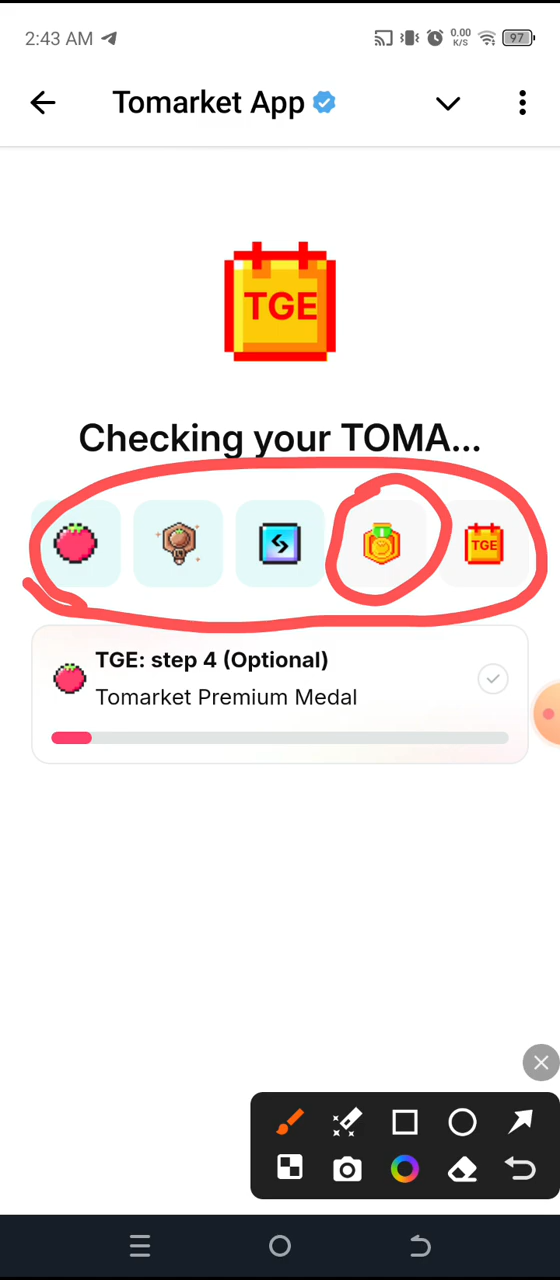 2:43 AM
0.00
K/S
97
Tomarket App
TGE
Checking your TOMA...
TGE
TGE: step 4 (Optional)
Tomarket Premium Medal